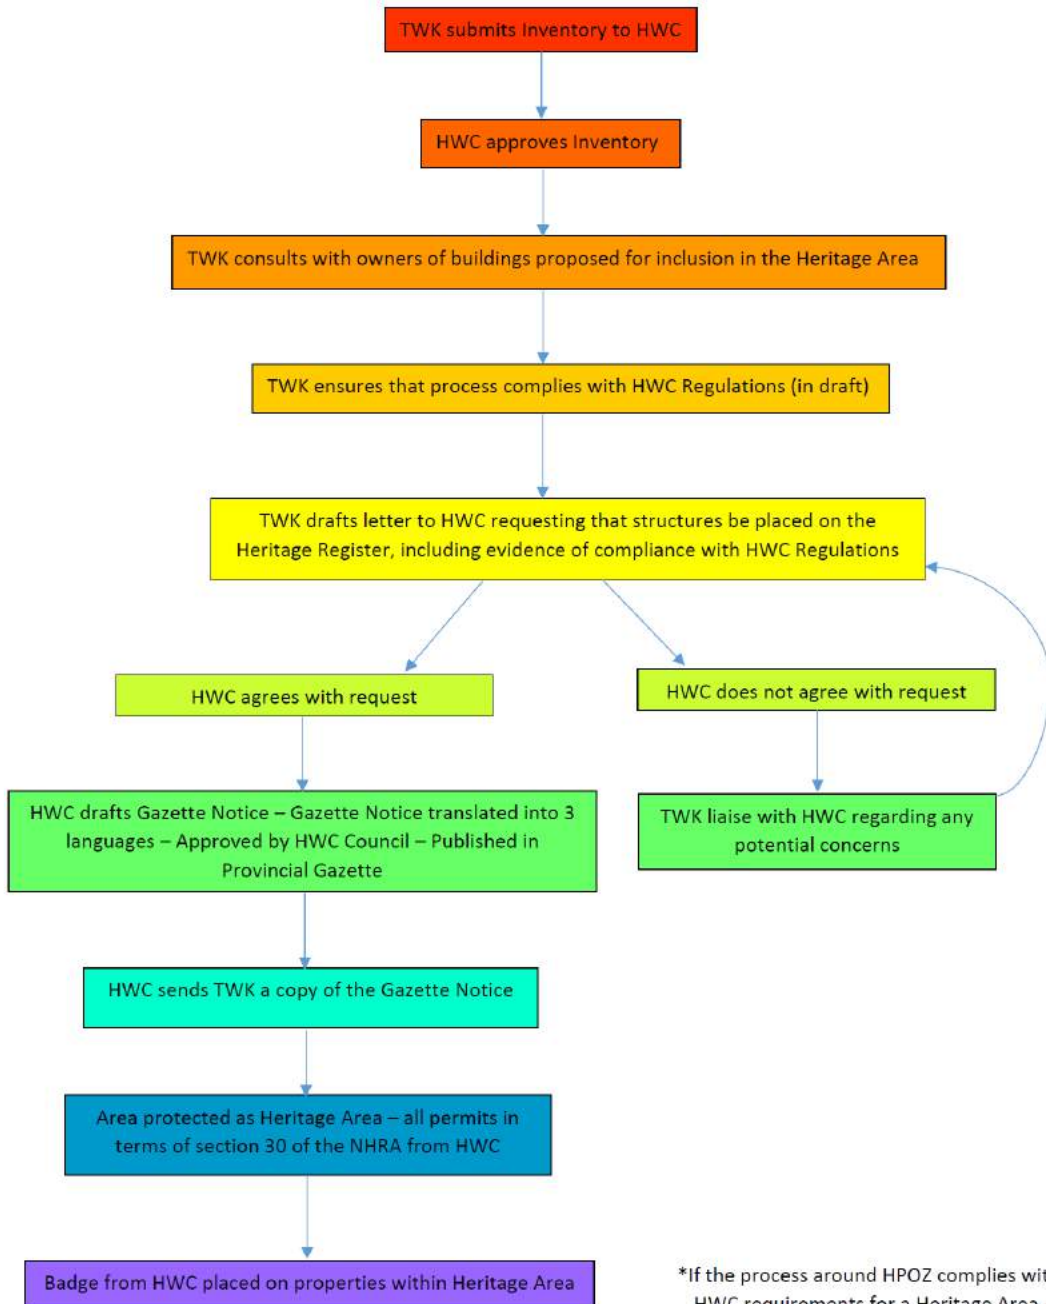 TWK submits Inventory to HWC
HWC approves Inventory
TWK consults with owners of buildings proposed for inclusion in the Heritage Area
TWK ensures that process complies with HWC Regulations (in draft)
TWK drafts letter to HWC requesting that structures be placed on the
Heritage Register, including evidence of compliance with HWC Regulations
HWC agrees with request
HWC does not agree with request
HWC drafts Gazette Notice – Gazette Notice translated into 3
languages – Approved by HWC Council – Published in
Provincial Gazette
TWK liaise with HWC regarding any
potential concerns
HWC sends TWK a copy of the Gazette Notice
Area protected as Heritage Area – all permits in
terms of section 30 of the NHRA from HWC
Badge from HWC placed on properties within Heritage Area
*If the process around HPOZ complies wit
HWC requirements for a Heritage Area